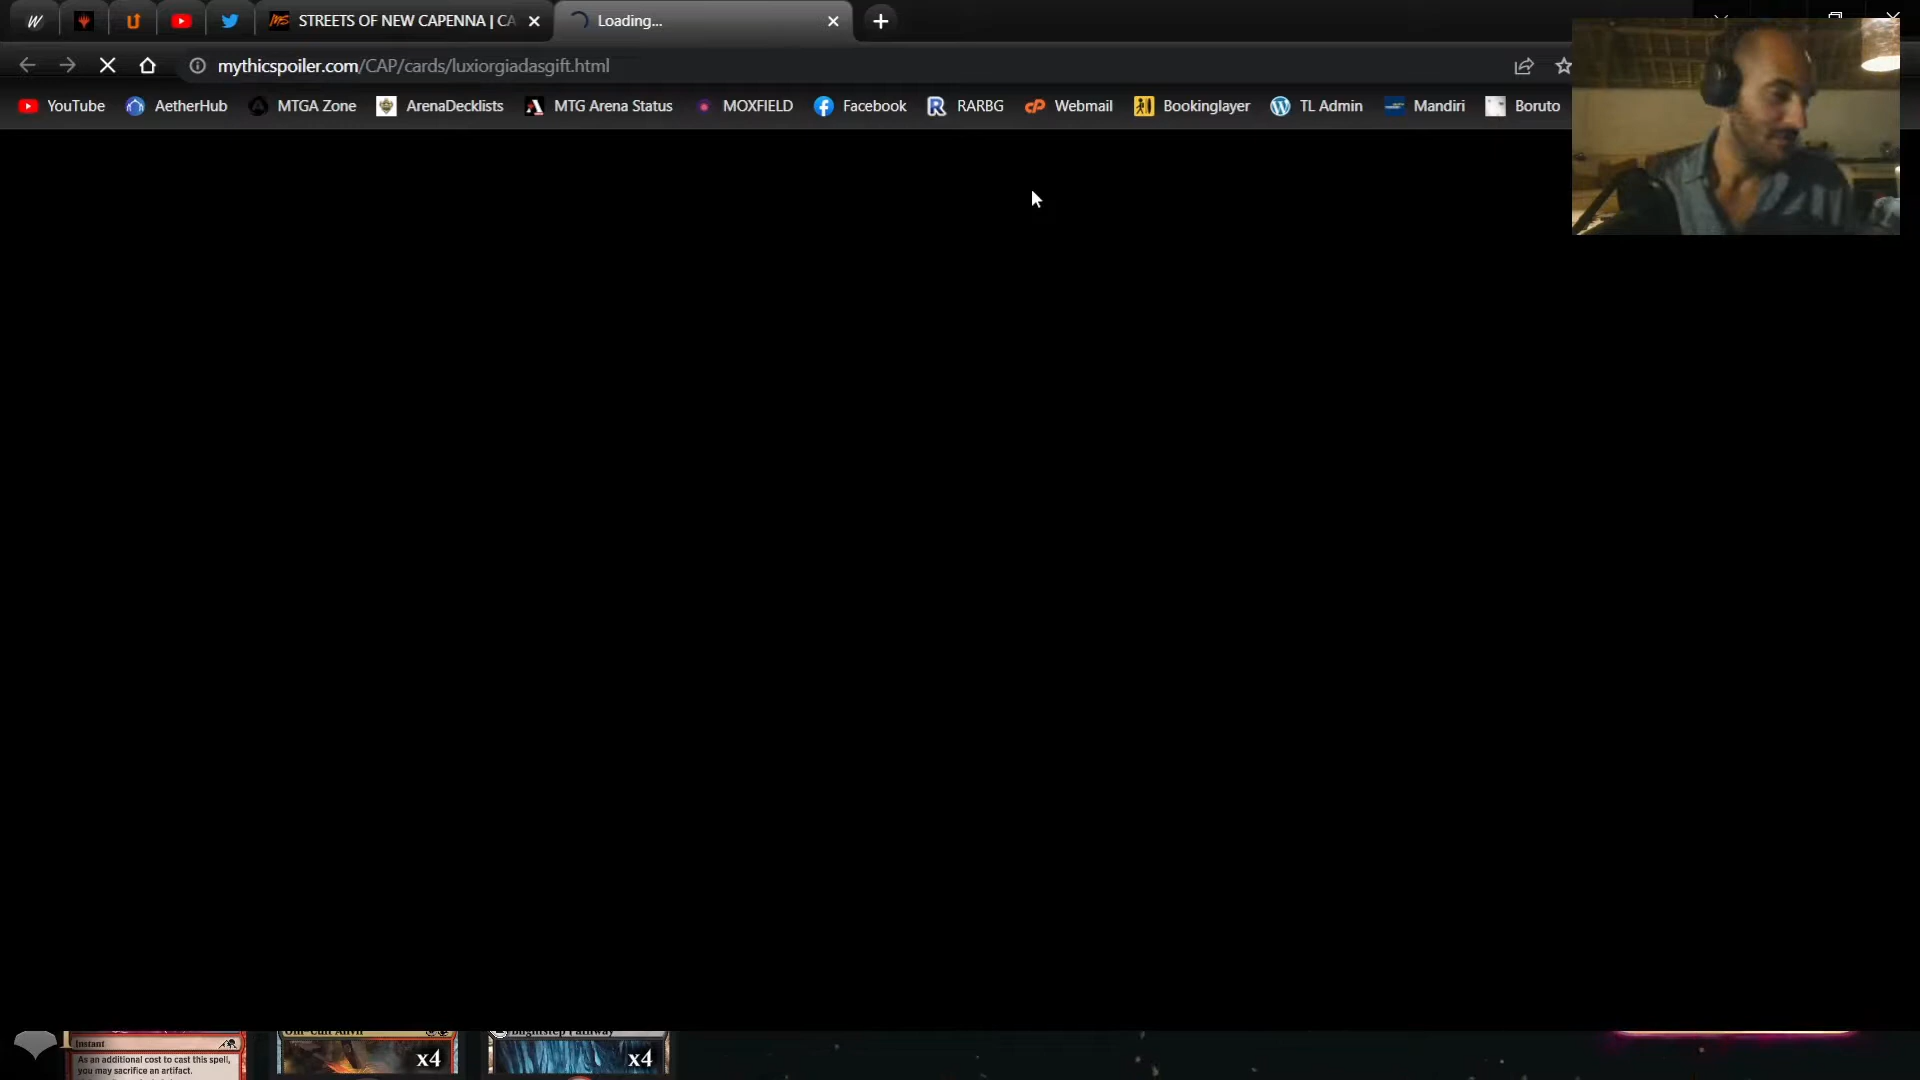 STREETS OF NEW CAPENNA | CA
Loading...
mythicspoiler.com/CAP/cards/luxiorgiadasgift.html
YouTube AetherHub MTGA Zone ArenaDecklists MTG Arena Status MOXFIELD Facebook RARBG Webmail Bookinglayer TL Admin Mandiri Boruto
Instant
As an additional cost to cast this spell,
you may sacrifice an artifact.
x4
x4